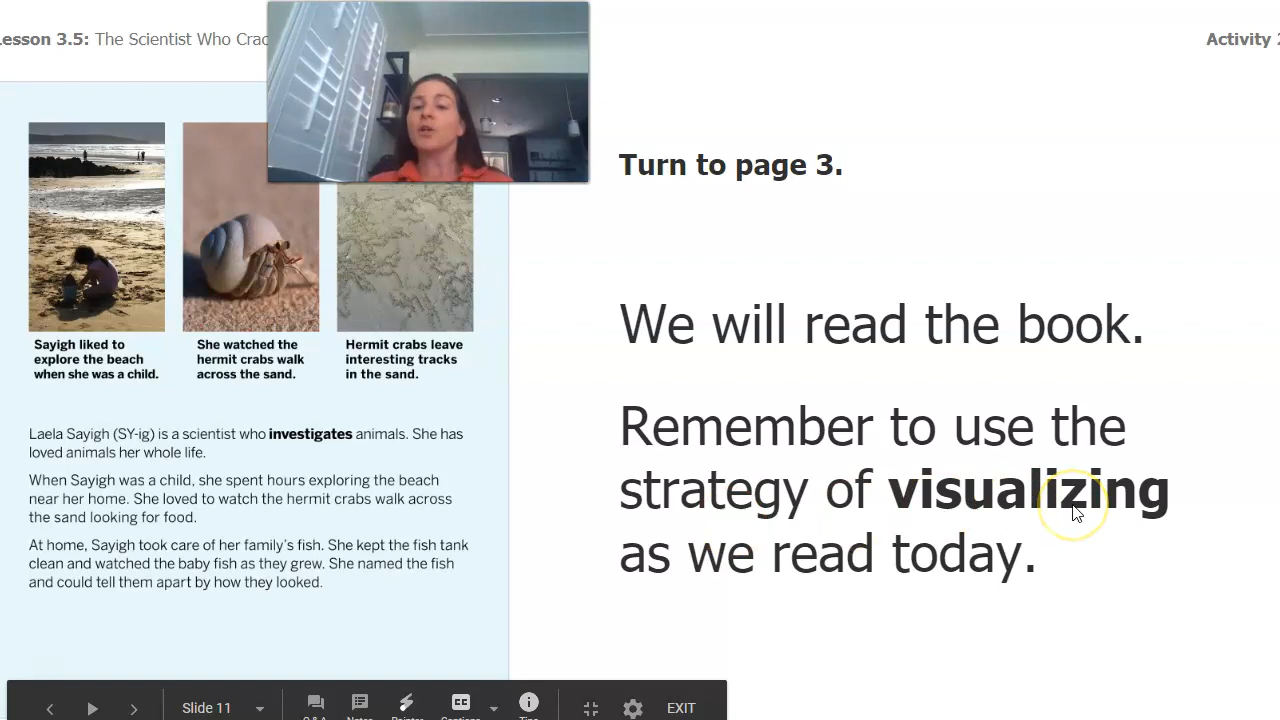 Lesson 3.5: The Scientist Who Crac
Activity 2
Turn to page 3.
We will read the book.
Remember to use the
strategy of visualizing
as we read today.
Sayigh liked to
explore the beach
when she was a child.
She watched the
hermit crabs walk
across the sand.
Hermit crabs leave
interesting tracks
in the sand.
Laela Sayigh (SY-ig) is a scientist who investigates animals. She has
loved animals her whole life.
When Sayigh was a child, she spent hours exploring the beach
near her home. She loved to watch the hermit crabs walk across
the sand looking for food.
At home, Sayigh took care of her family's fish. She kept the fish tank
clean and watched the baby fish as they grew. She named the fish
and could tell them apart by how they looked.
Slide 11
EXIT